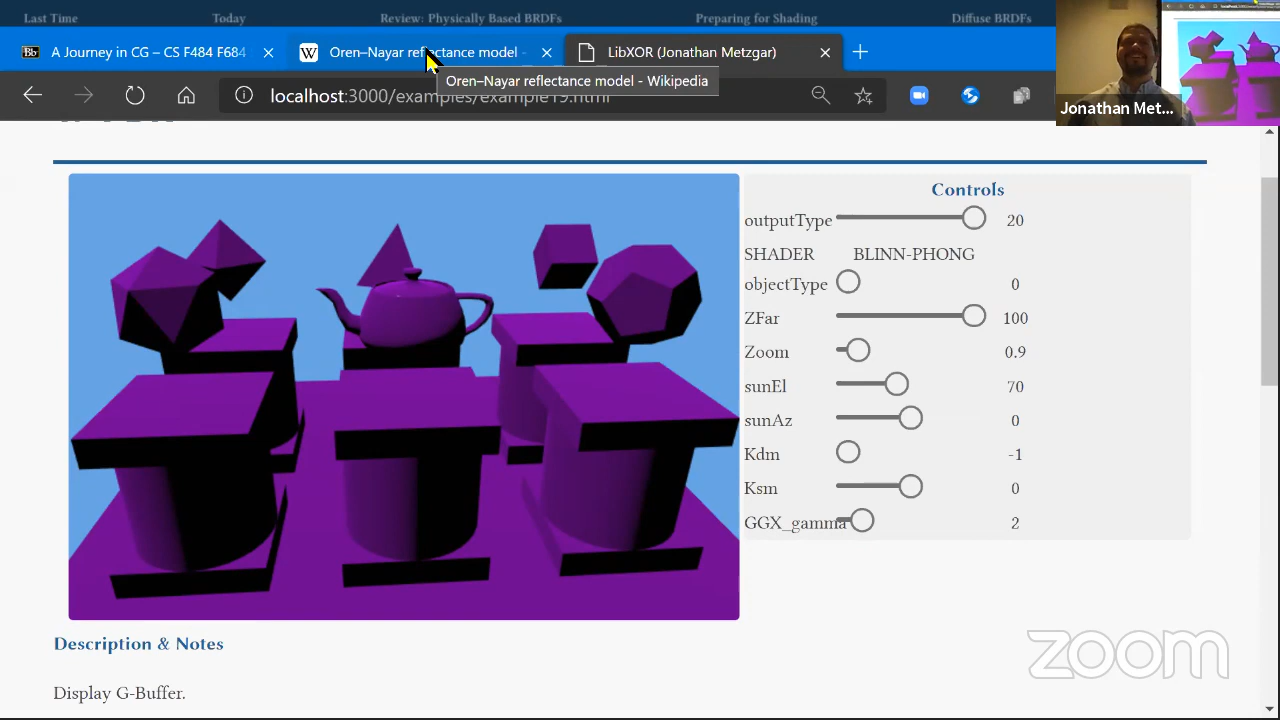 Last Time Today Review: Physically Based BRDFs Preparing for Shading Diffuse BRDFs
Bb A Journey in CG – CS F484 F684 W Oren–Nayar reflectance model - LibXOR (Jonathan Metzgar)
Oren–Nayar reflectance model - Wikipedia
localhost:3000/examples/example19.html
Jonathan Met...
Controls
outputType 20
SHADER BLINN-PHONG
objectType 0
ZFar 100
Zoom 0.9
sunEl 70
sunAz 0
Kdm -1
Ksm 0
GGX_gamma 2
Description & Notes
zoom
Display G-Buffer.